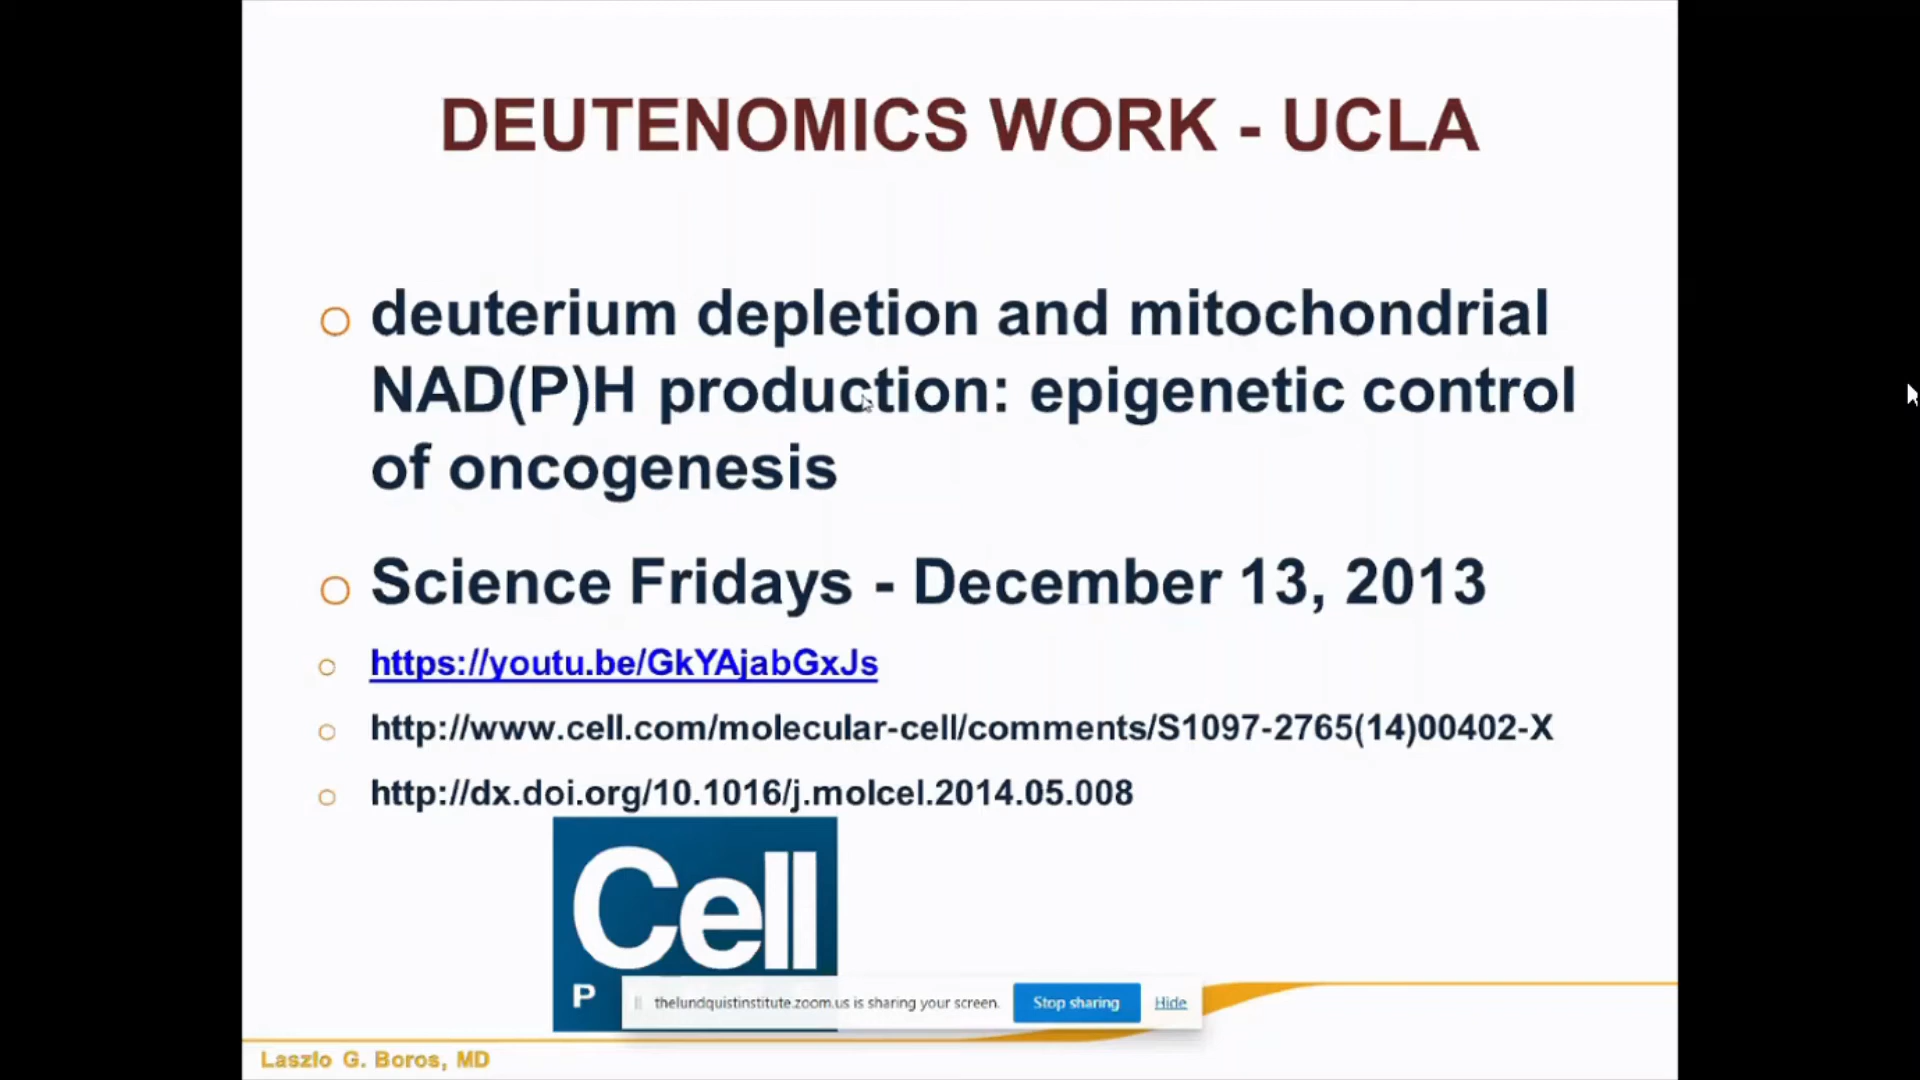 DEUTENOMICS WORK - UCLA
deuterium depletion and mitochondrial
NAD(P)H production: epigenetic control
of oncogenesis
Science Fridays - December 13, 2013
https://youtu.be/GkYAjabGxJs
http://www.cell.com/molecular-cell/comments/S1097-2765(14)00402-X
http://dx.doi.org/10.1016/j.molcel.2014.05.008
Cell
P
thelundquistinstitute.zoom.us is sharing your screen. Stop sharing Hide
Laszlo G. Boros, MD